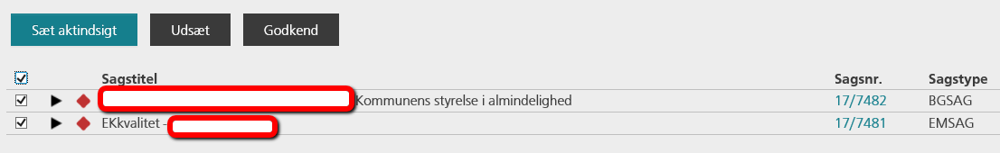 Sæt aktindsigt Udsæt Godkend
Sagstitel Sagsnr. Sagstype
Kommunens styrelse i almindelighed 17/7482 BGSAG
EKkvalitet - 17/7481 EMSAG